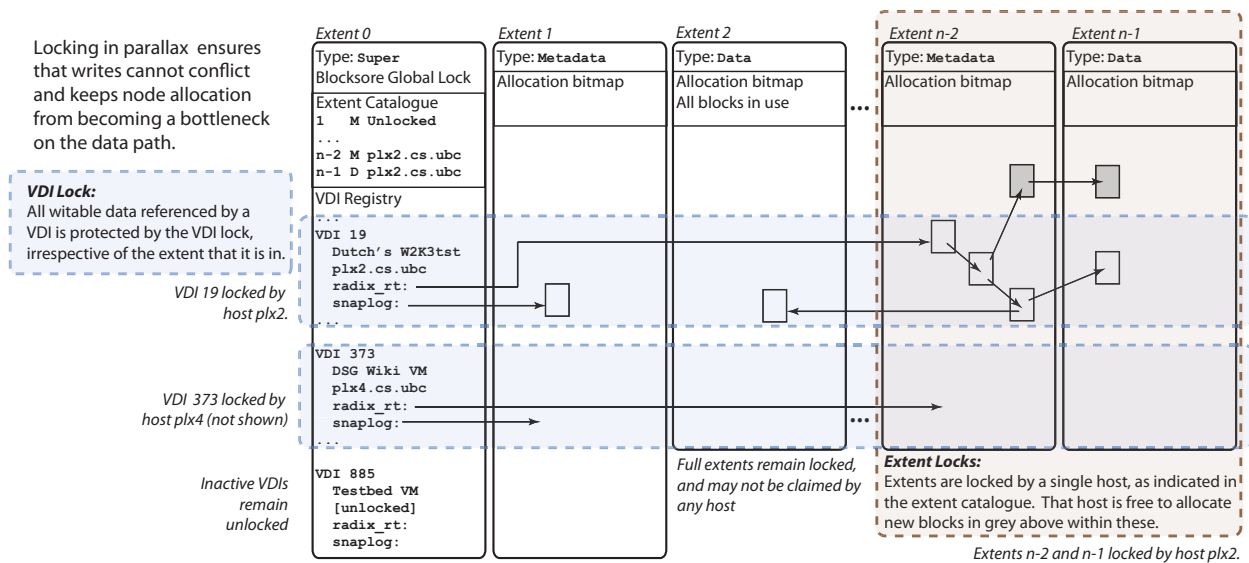 Locking in parallax ensures
that writes cannot conflict
and keeps node allocation
from becoming a bottleneck
on the data path.
VDI Lock:
All witable data referenced by a
VDI is protected by the VDI lock,
irrespective of the extent that it is in.
VDI 19 locked by
host plx2.
VDI 373 locked by
host plx4 (not shown)
Inactive VDIs
remain
unlocked
Extent 0
Type: Super
Blocksore Global Lock
Extent Catalogue
1 M Unlocked
...
n-2 M plx2.cs.ubc
n-1 D plx2.cs.ubc
VDI Registry
...
VDI 19
Dutch's W2K3tst
plx2.cs.ubc
radix_rt:
snaplog:
...
VDI 373
DSG Wiki VM
plx4.cs.ubc
radix_rt:
snaplog:
...
VDI 885
Testbed VM
[unlocked]
radix_rt:
snaplog:
Extent 1
Type: Metadata
Allocation bitmap
Extent 2
Type: Data
Allocation bitmap
All blocks in use
Full extents remain locked,
and may not be claimed by
any host
...
...
Extent n-2
Type: Metadata
Allocation bitmap
Extent n-1
Type: Data
Allocation bitmap
Extent Locks:
Extents are locked by a single host, as indicated in
the extent catalogue. That host is free to allocate
new blocks in grey above within these.
Extents n-2 and n-1 locked by host plx2.